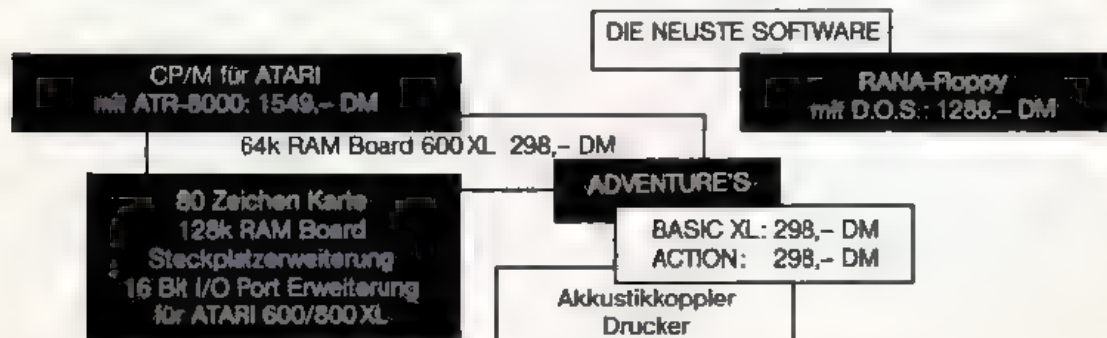 DIE NEUSTE SOFTWARE
CP/M für ATARI
mit ATR-8000: 1549,– DM
RANA-Floppy
mit D.O.S.: 1288.– DM
64k RAM Board 600 XL 298,– DM
ADVENTURE'S
80 Zeichen Karte
128k RAM Board
Steckplatzerweiterung
16 Bit I/O Port Erweiterung
für ATARI 600/800 XL
BASIC XL: 298,– DM
ACTION: 298,– DM
Akkustikkoppler
Drucker